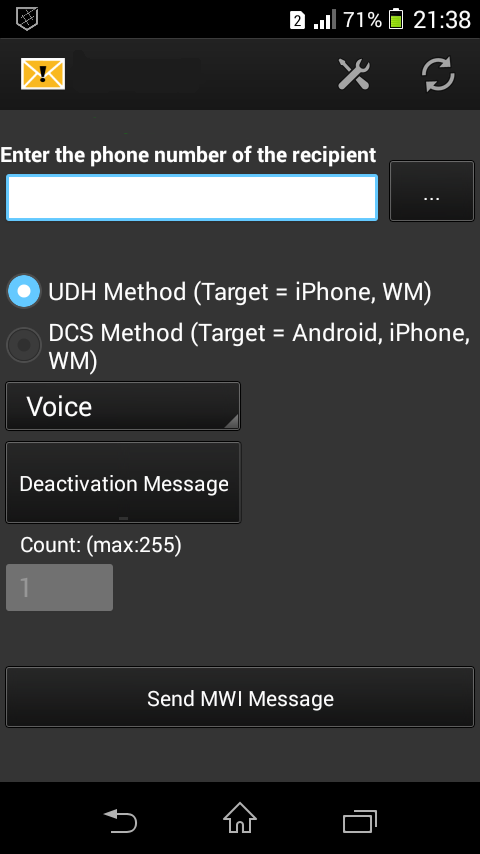 2 71% 21:38
Enter the phone number of the recipient
...
UDH Method (Target = iPhone, WM)
DCS Method (Target = Android, iPhone,
WM)
Voice
Deactivation Message
Count: (max:255)
1
Send MWI Message